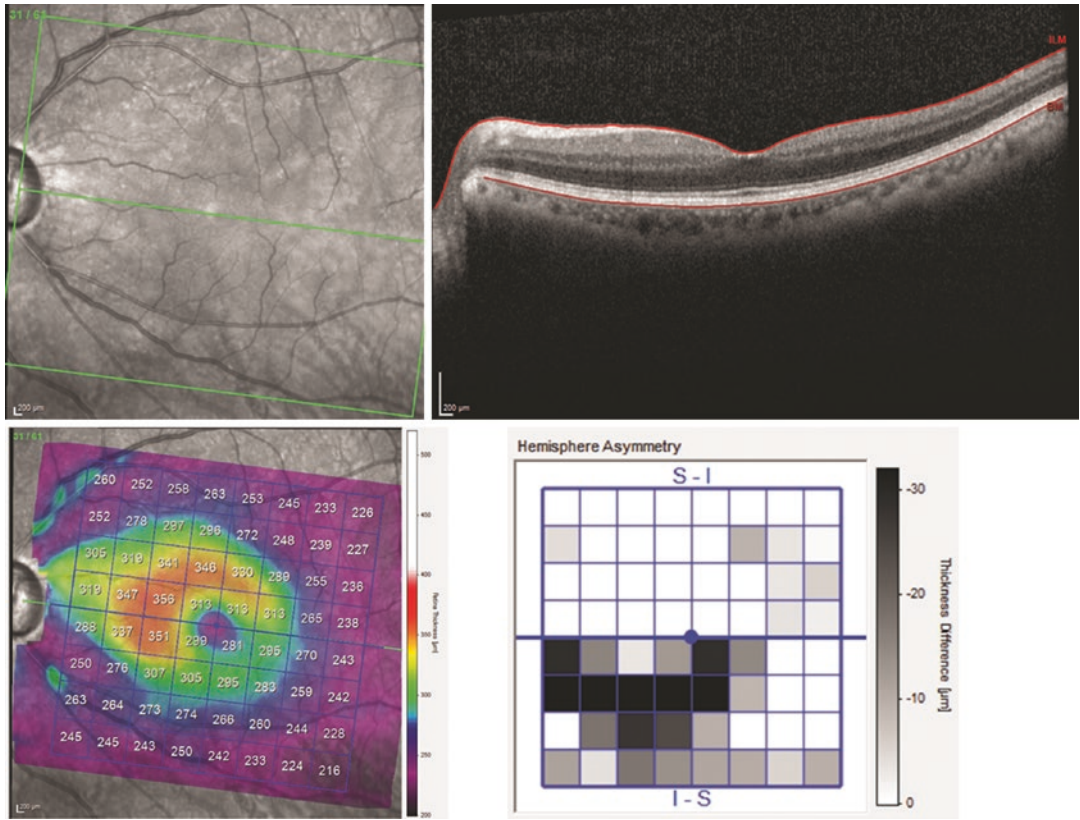 31 / 61
200 µm
ILM
BM
200 µm
31 / 61
260 252 258 263 253 245 233 226
252 278 297 296 272 248 239 227
305 319 341 346 330 289 255 236
319 347 356 313 313 313 265 238
288 337 351 299 281 295 270 243
250 276 307 305 295 283 259 242
263 264 273 274 266 260 244 228
245 245 243 250 242 233 224 216
200 µm
500
400
350
300
250
200
Retina Thickness [µm]
Hemisphere Asymmetry
S - I
I - S
-30
-20
-10
0
Thickness Difference [µm]